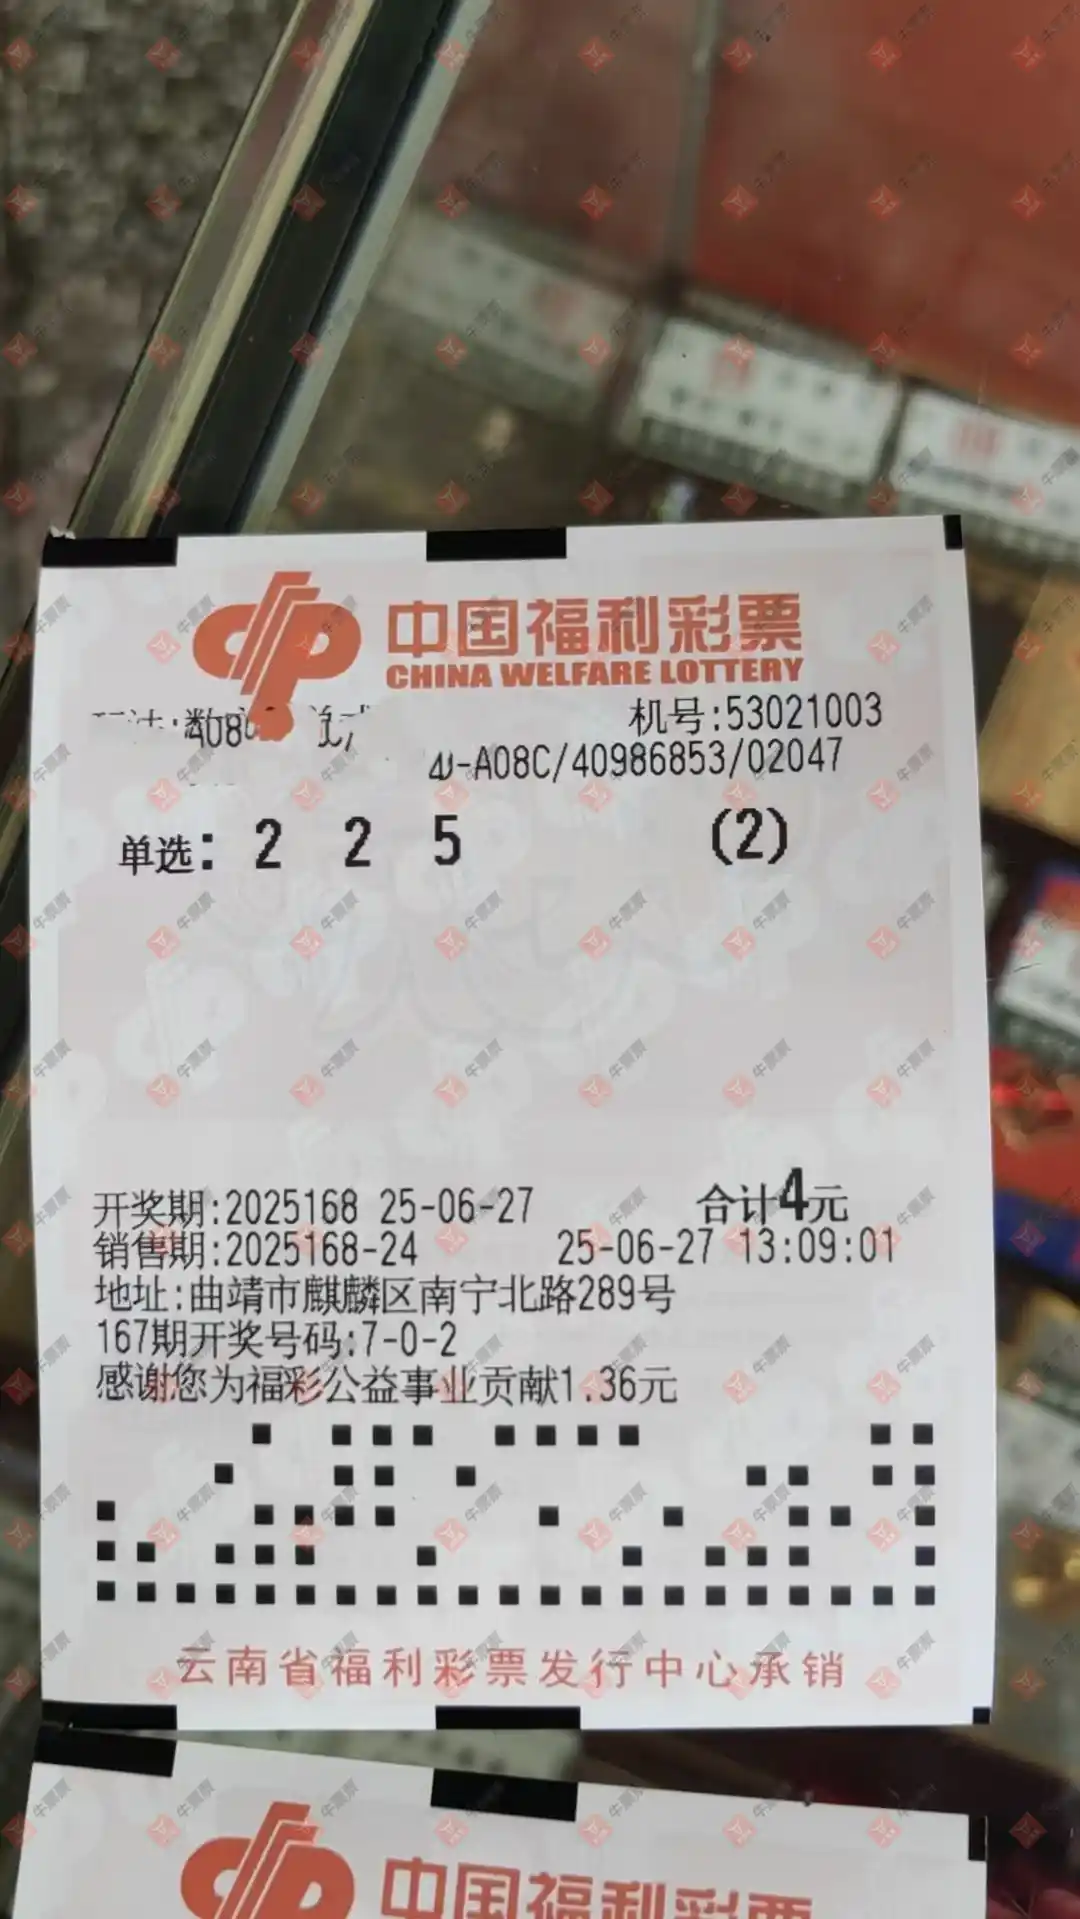 中国福利彩票
CHINA WELFARE LOTTERY
机号:53021003
A08
-A08C/40986853/02047
单选: 2 2 5 (2)
开奖期:2025168 25-06-27 合计4元
销售期:2025168-24 25-06-27 13:09:01
地址:曲靖市麒麟区南宁北路289号
167期开奖号码:7-0-2
感谢您为福彩公益事业贡献1.36元
云南省福利彩票发行中心承销
中国福利彩票
牛票票